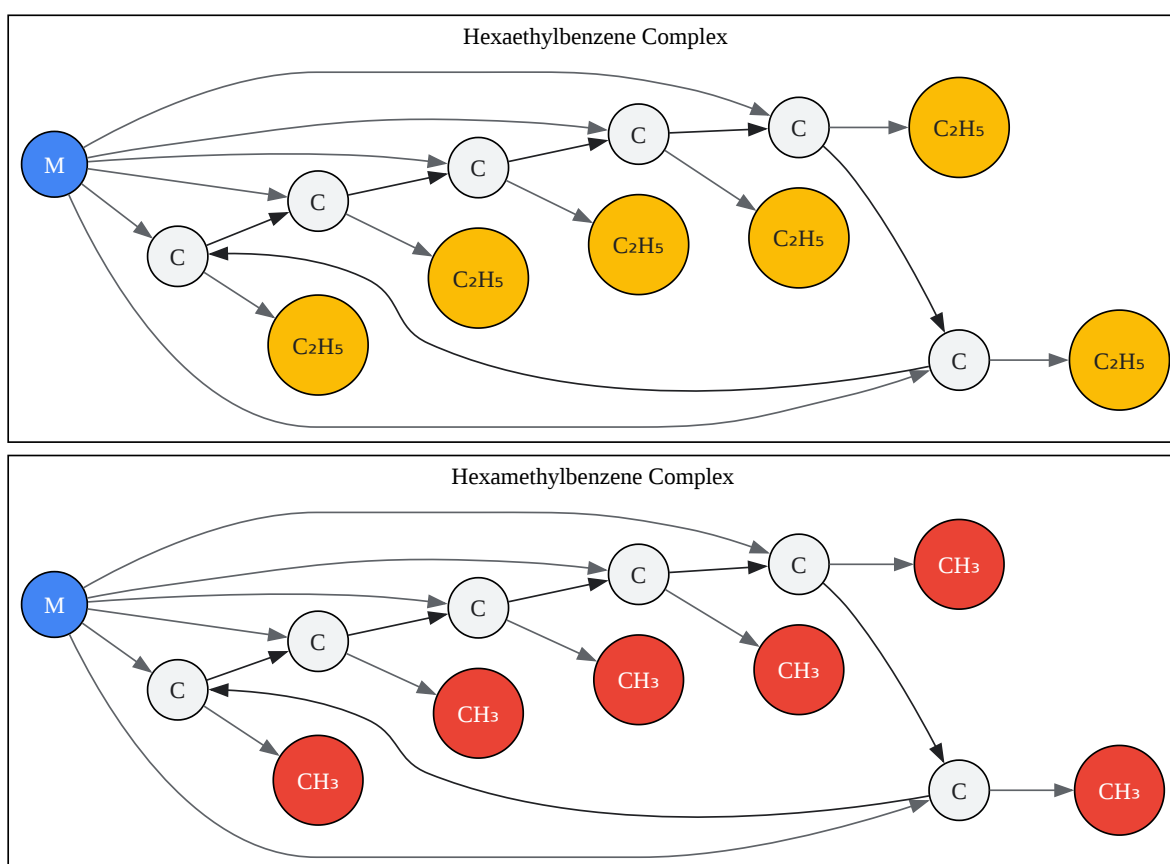 Hexaethylbenzene Complex
C
C₂H₅
C
M
C
C₂H₅
C
C₂H₅
C
C₂H₅
C₂H₅
C
C₂H₅
Hexamethylbenzene Complex
C
CH₃
C
M
C
CH₃
C
CH₃
C
CH₃
CH₃
C
CH₃